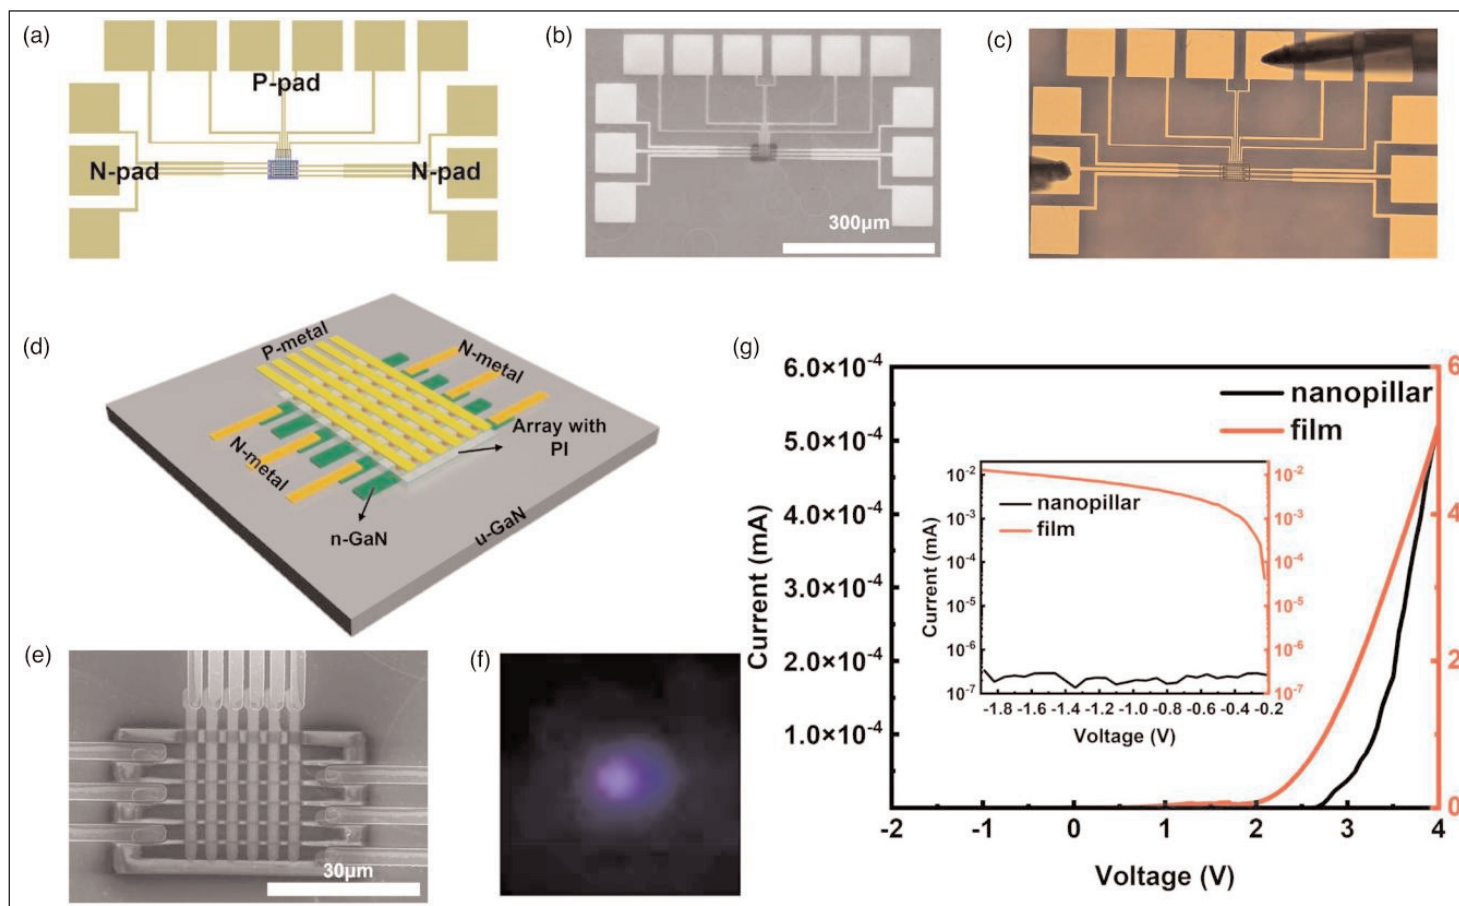 (a)
P-pad
N-pad
N-pad
(b)
300μm
(c)
(d)
P-metal
N-metal
N-metal
Array with
PI
n-GaN
u-GaN
(e)
30μm
(f)
(g)
6.0×10⁻⁴
5.0×10⁻⁴
4.0×10⁻⁴
3.0×10⁻⁴
2.0×10⁻⁴
1.0×10⁻⁴
Current (mA)
nanopillar
film
6
4
2
0
10⁻²
10⁻³
10⁻⁴
10⁻⁵
10⁻⁶
10⁻⁷
Current (mA)
nanopillar
film
10⁻²
10⁻³
10⁻⁴
10⁻⁵
10⁻⁶
10⁻⁷
-1.8 -1.6 -1.4 -1.2 -1.0 -0.8 -0.6 -0.4 -0.2
Voltage (V)
-2 -1 0 1 2 3 4
Voltage (V)